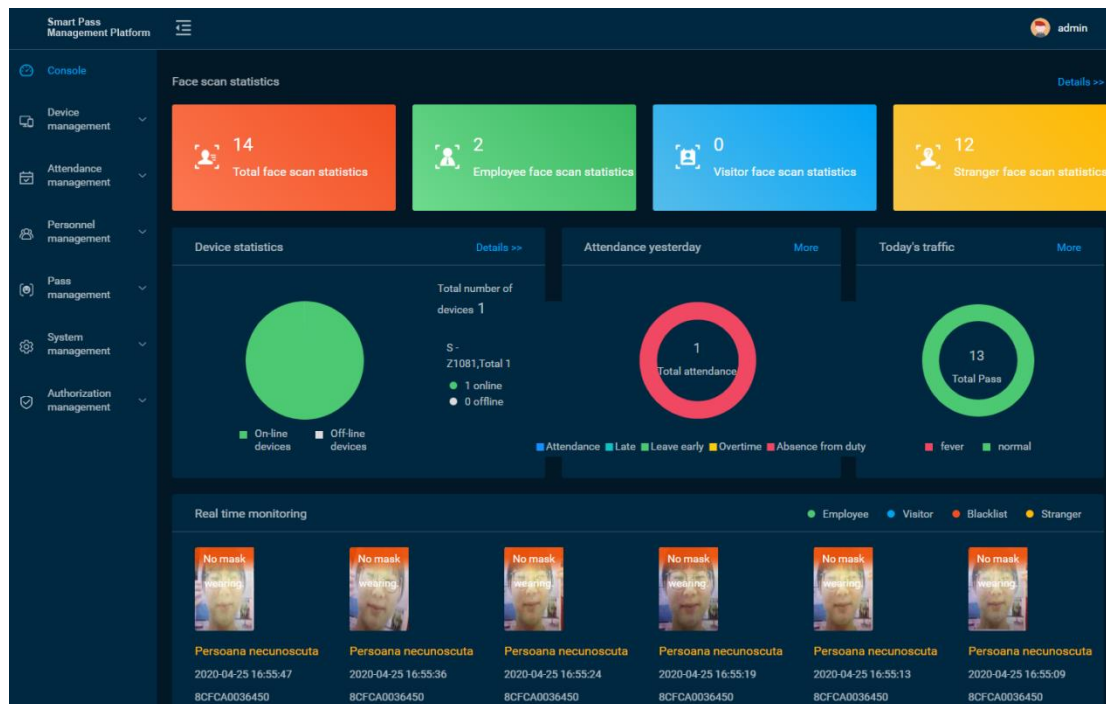 Smart Pass
Management Platform
admin
Console
Device
management
Attendance
management
Personnel
management
Pass
management
System
management
Authorization
management
Face scan statistics
Details >>
14
Total face scan statistics
2
Employee face scan statistics
0
Visitor face scan statistics
12
Stranger face scan statistics
Device statistics
Details >>
Total number of
devices 1
S -
Z1081,Total 1
1 online
0 offline
On-line
devices
Off-line
devices
Attendance yesterday
More
1
Total attendance
Attendance Late Leave early Overtime Absence from duty
Today's traffic
More
13
Total Pass
fever normal
Real time monitoring
Employee Visitor Blacklist Stranger
No mask
wearing.
Persoana necunoscuta
2020-04-25 16:55:47
8CFCA0036450
No mask
wearing.
Persoana necunoscuta
2020-04-25 16:55:36
8CFCA0036450
No mask
wearing.
Persoana necunoscuta
2020-04-25 16:55:24
8CFCA0036450
No mask
wearing.
Persoana necunoscuta
2020-04-25 16:55:19
8CFCA0036450
No mask
wearing.
Persoana necunoscuta
2020-04-25 16:55:13
8CFCA0036450
No mask
wearing.
Persoana necunoscuta
2020-04-25 16:55:09
8CFCA0036450